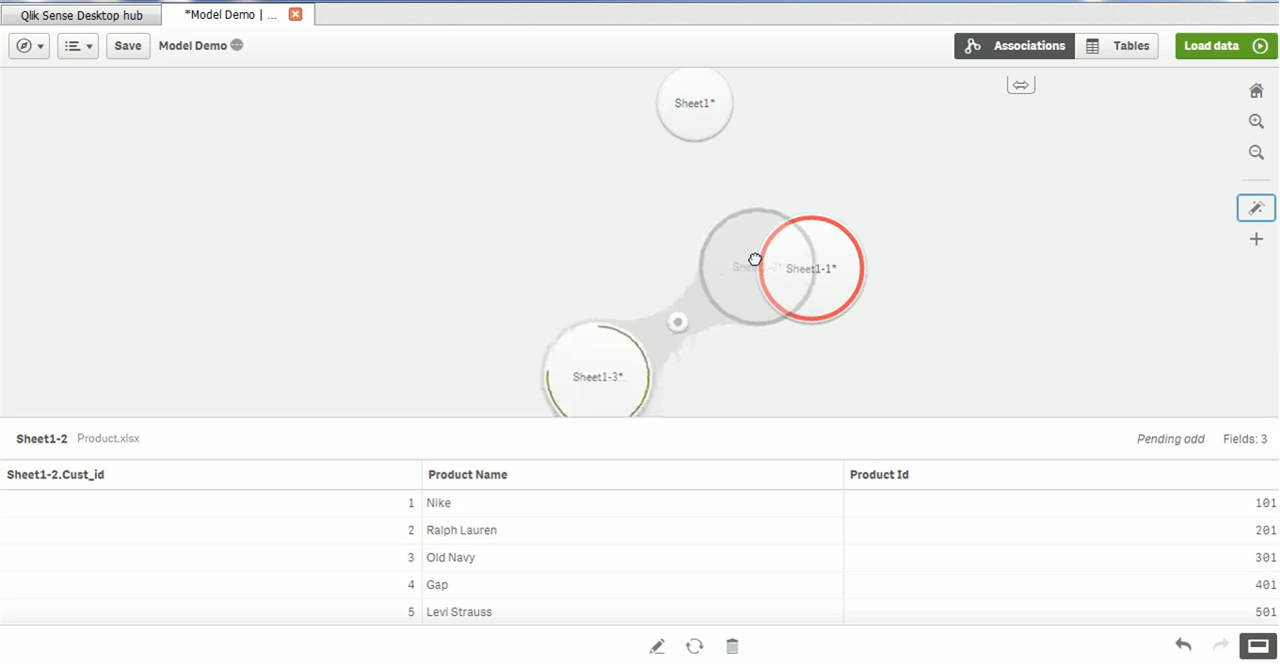 Qlik Sense Desktop hub
*Model Demo | ...
Save
Model Demo
Associations
Tables
Load data
Sheet1*
Sheet1-1*
Sheet1-3*
Sheet1-2 Product.xlsx
Pending add Fields: 3
Sheet1-2.Cust_id Product Name Product Id
1 Nike 101
2 Ralph Lauren 201
3 Old Navy 301
4 Gap 401
5 Levi Strauss 501